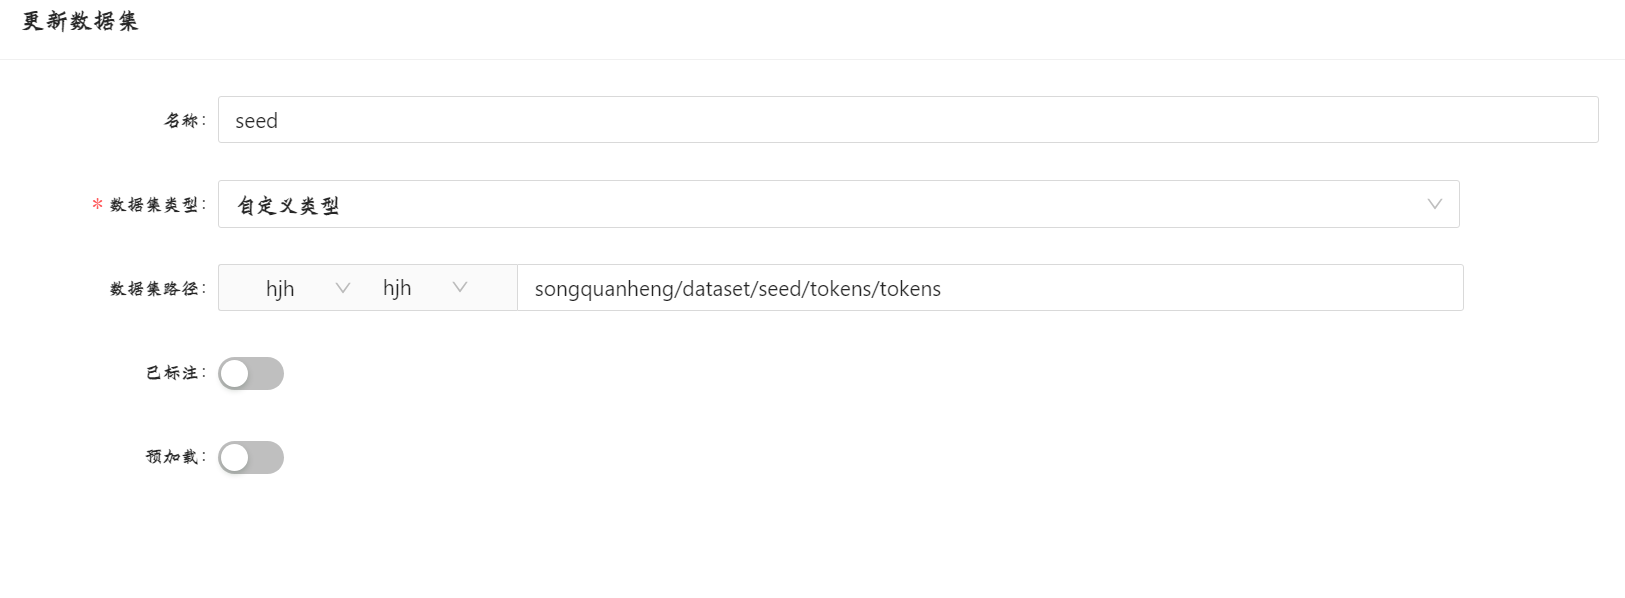 更新数据集
名称: seed
* 数据集类型: 自定义类型
数据集路径: hjh hjh songquanheng/dataset/seed/tokens/tokens
已标注:
预加载: